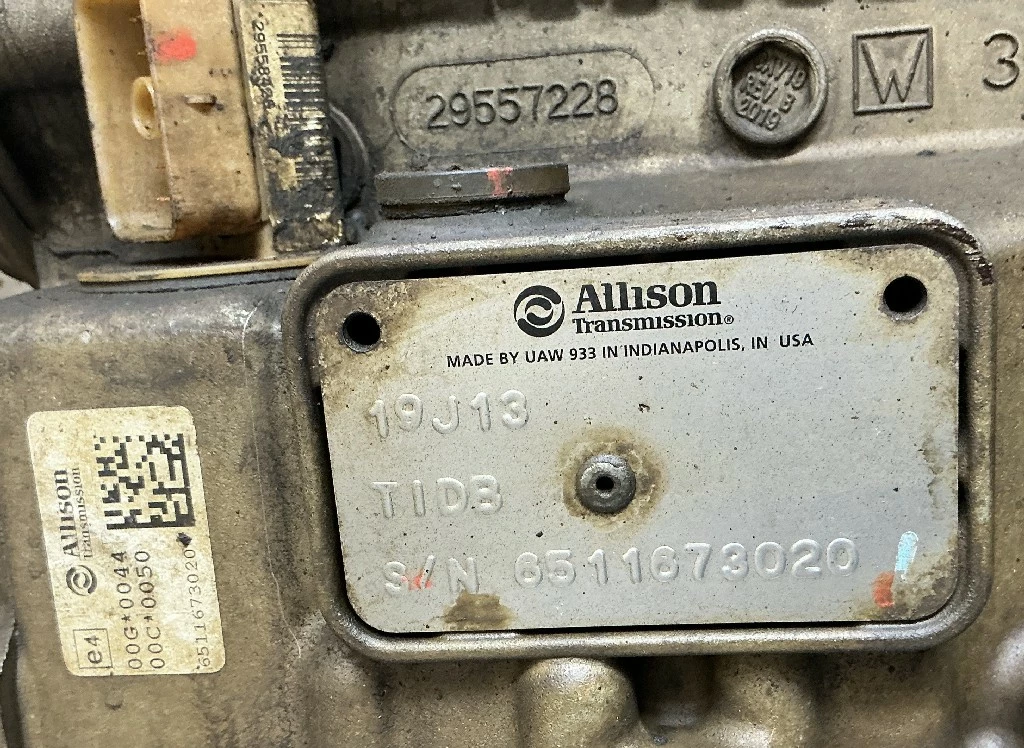 29557228
CAV19
REV B
2019
W
3
Allison
Transmission®
MADE BY UAW 933 IN INDIANAPOLIS, IN USA
19J13
TIDB
S/N 6511673020
Allison
Transmission
e4
00G*0044
00C*0050
6511673020